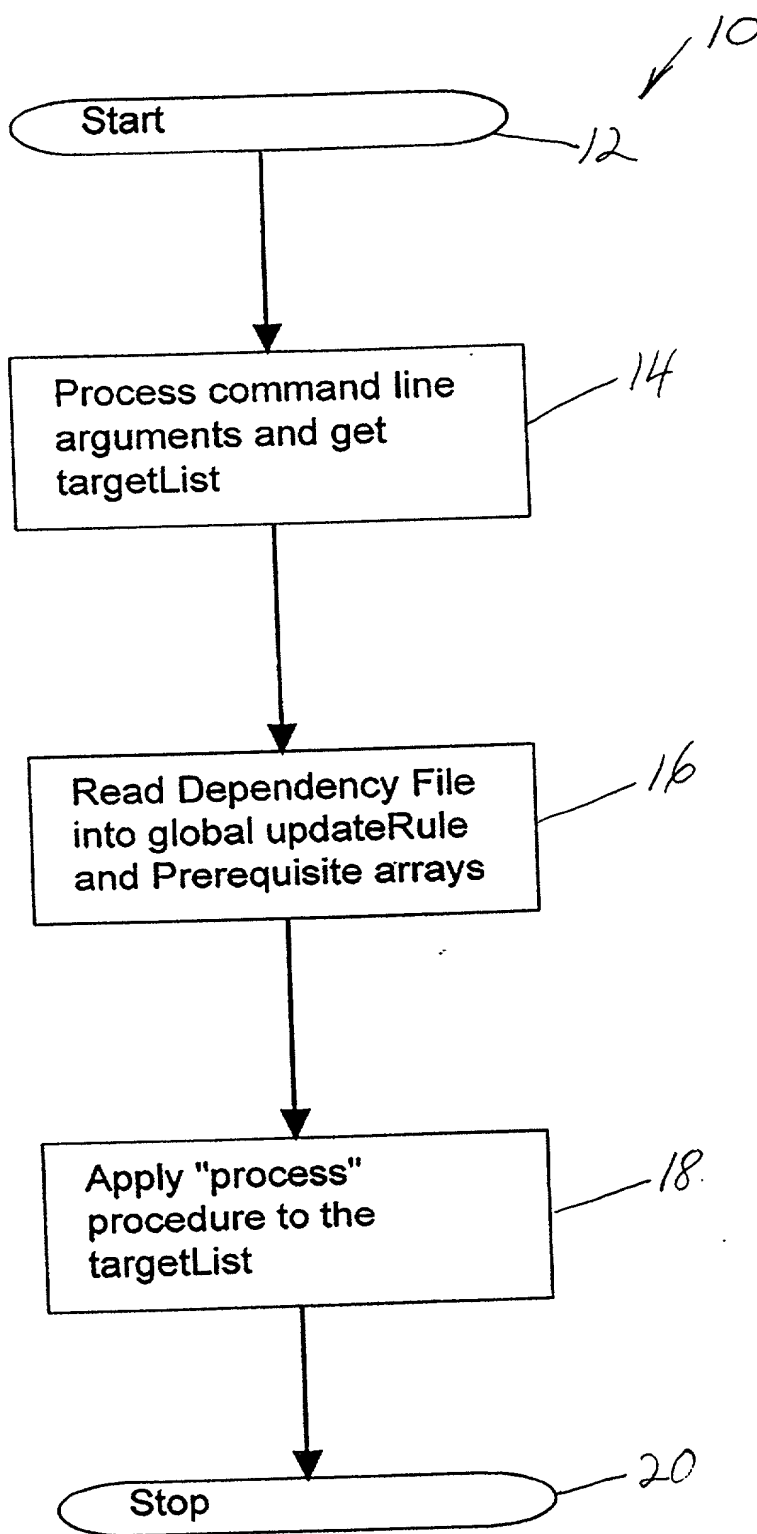 10
Start
12
Process command line
arguments and get
targetList
14
Read Dependency File
into global updateRule
and Prerequisite arrays
16
Apply "process"
procedure to the
targetList
18.
Stop
20